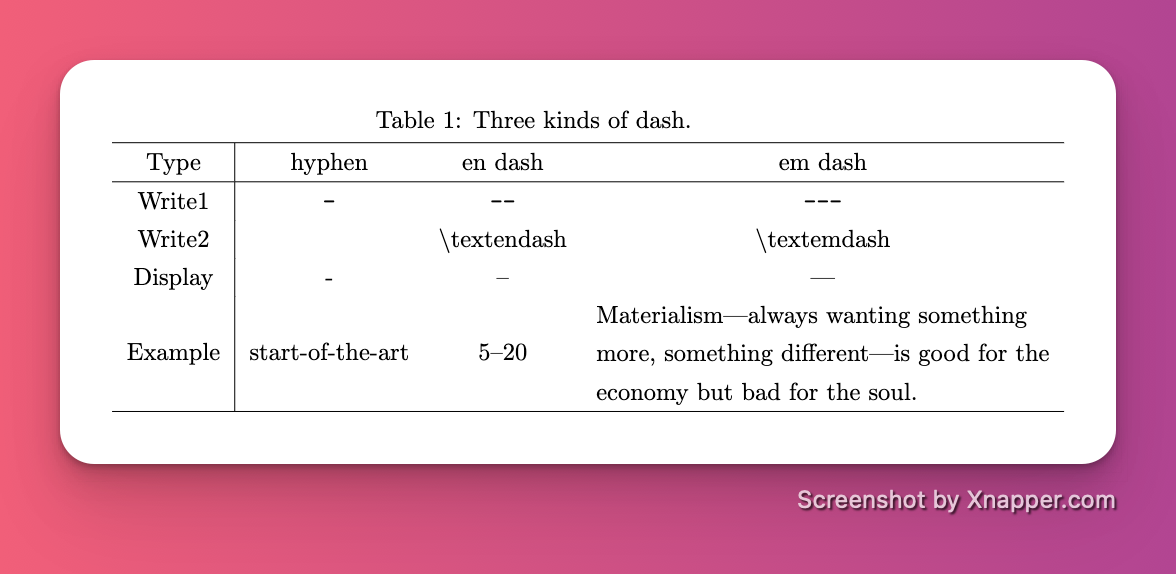 Table 1: Three kinds of dash.
Type hyphen en dash em dash
Write1 - -- ---
Write2 \textendash \textemdash
Display - – —
Materialism—always wanting something
Example start-of-the-art 5–20 more, something different—is good for the
economy but bad for the soul.
Screenshot by Xnapper.com